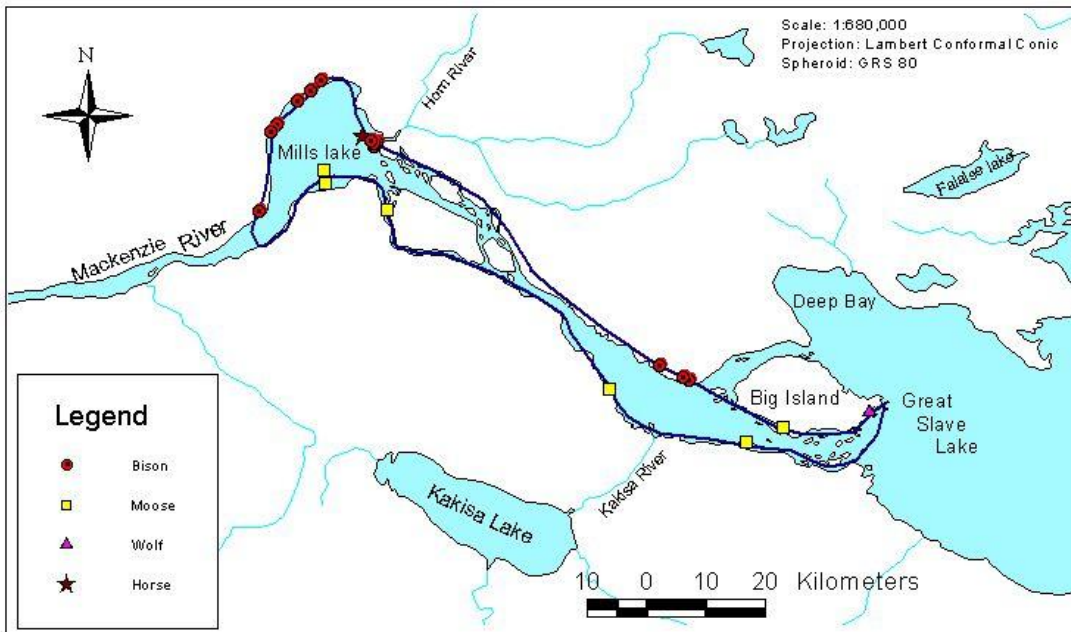 Scale: 1:680,000
Projection: Lambert Conformal Conic
Spheroid: GRS 80
N
Horn River
Mills lake
Falaise lake
Mackenzie River
Deep Bay
Big Island
Great
Slave
Lake
Kakisa River
Kakisa Lake
Legend
Bison
Moose
Wolf
Horse
10 0 10 20 Kilometers